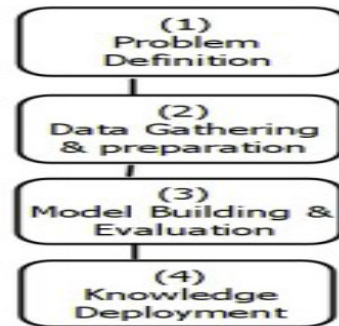 (1)
Problem
Definition
(2)
Data Gathering
& preparation
(3)
Model Building &
Evaluation
(4)
Knowledge
Deployment